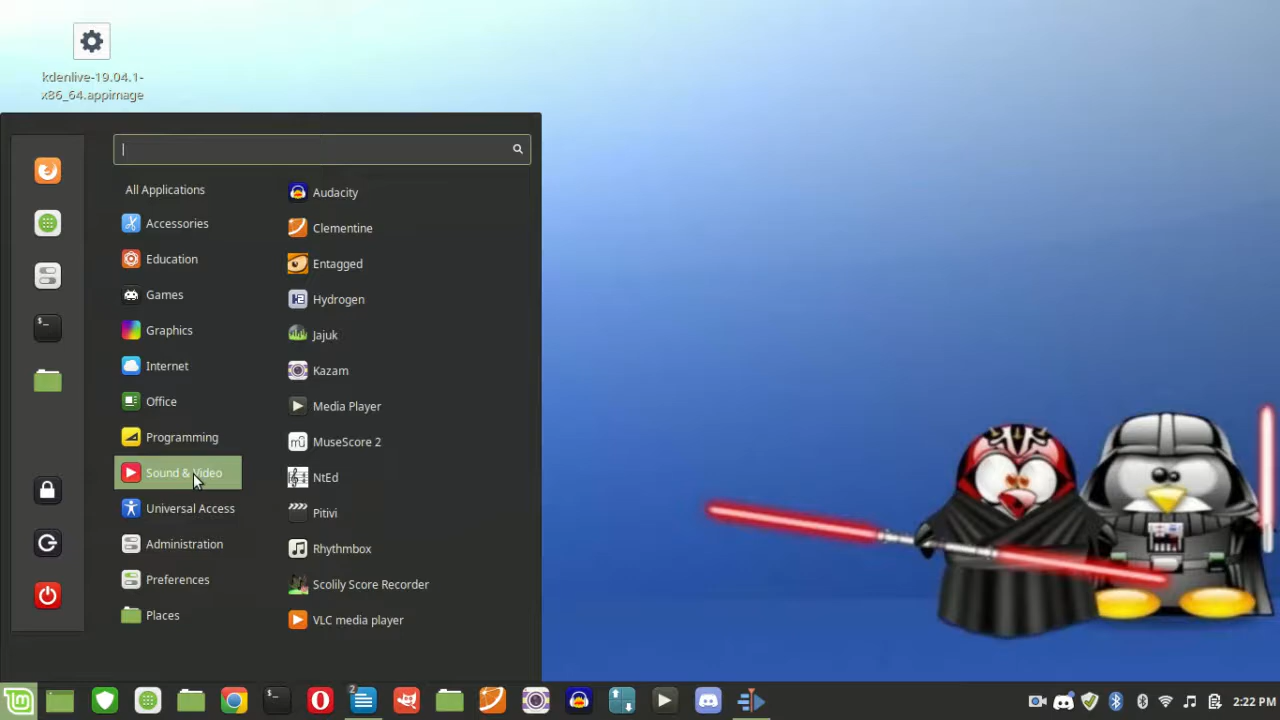 kdenlive-19.04.1-
x86_64.appimage
All Applications
Accessories
Education
Games
Graphics
Internet
Office
Programming
Sound & Video
Universal Access
Administration
Preferences
Places
Audacity
Clementine
Entagged
Hydrogen
Jajuk
Kazam
Media Player
MuseScore 2
NtEd
Pitivi
Rhythmbox
Scolily Score Recorder
VLC media player
2
2:22 PM